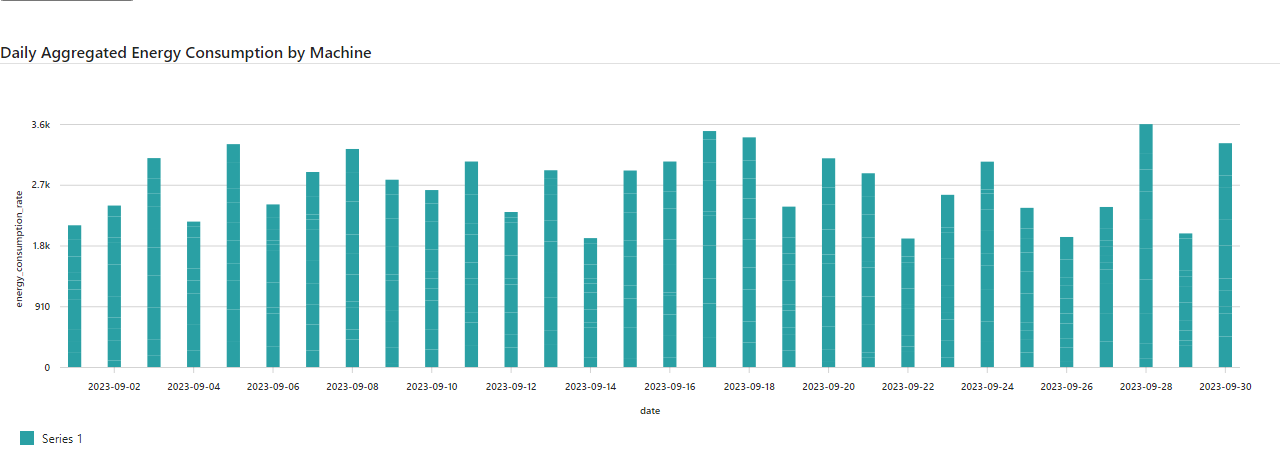 Daily Aggregated Energy Consumption by Machine
3.6k
2.7k
1.8k
910
0
energy_consumption_rate
2023-09-02
2023-09-04
2023-09-06
2023-09-08
2023-09-10
2023-09-12
2023-09-14
2023-09-16
2023-09-18
2023-09-20
2023-09-22
2023-09-24
2023-09-26
2023-09-28
2023-09-30
date
Series 1